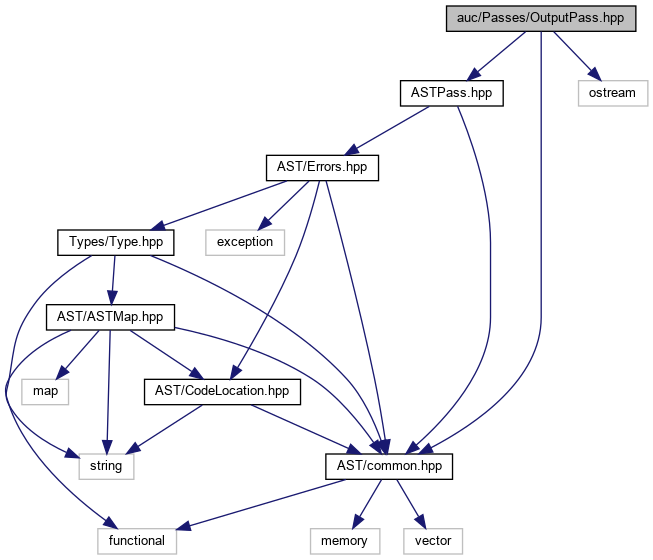 auc/Passes/OutputPass.hpp
ASTPass.hpp
ostream
AST/Errors.hpp
Types/Type.hpp
exception
AST/ASTMap.hpp
map
AST/CodeLocation.hpp
string
AST/common.hpp
functional
memory
vector